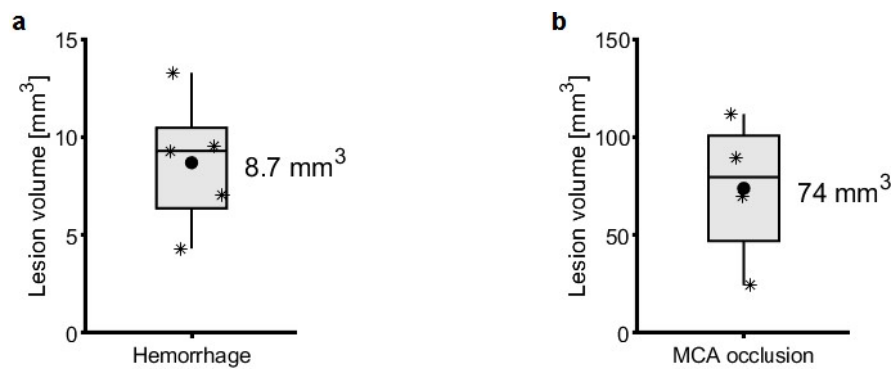 a
Lesion volume [mm³]
15
10
5
0
8.7 mm³
Hemorrhage
b
Lesion volume [mm³]
150
100
50
0
74 mm³
MCA occlusion